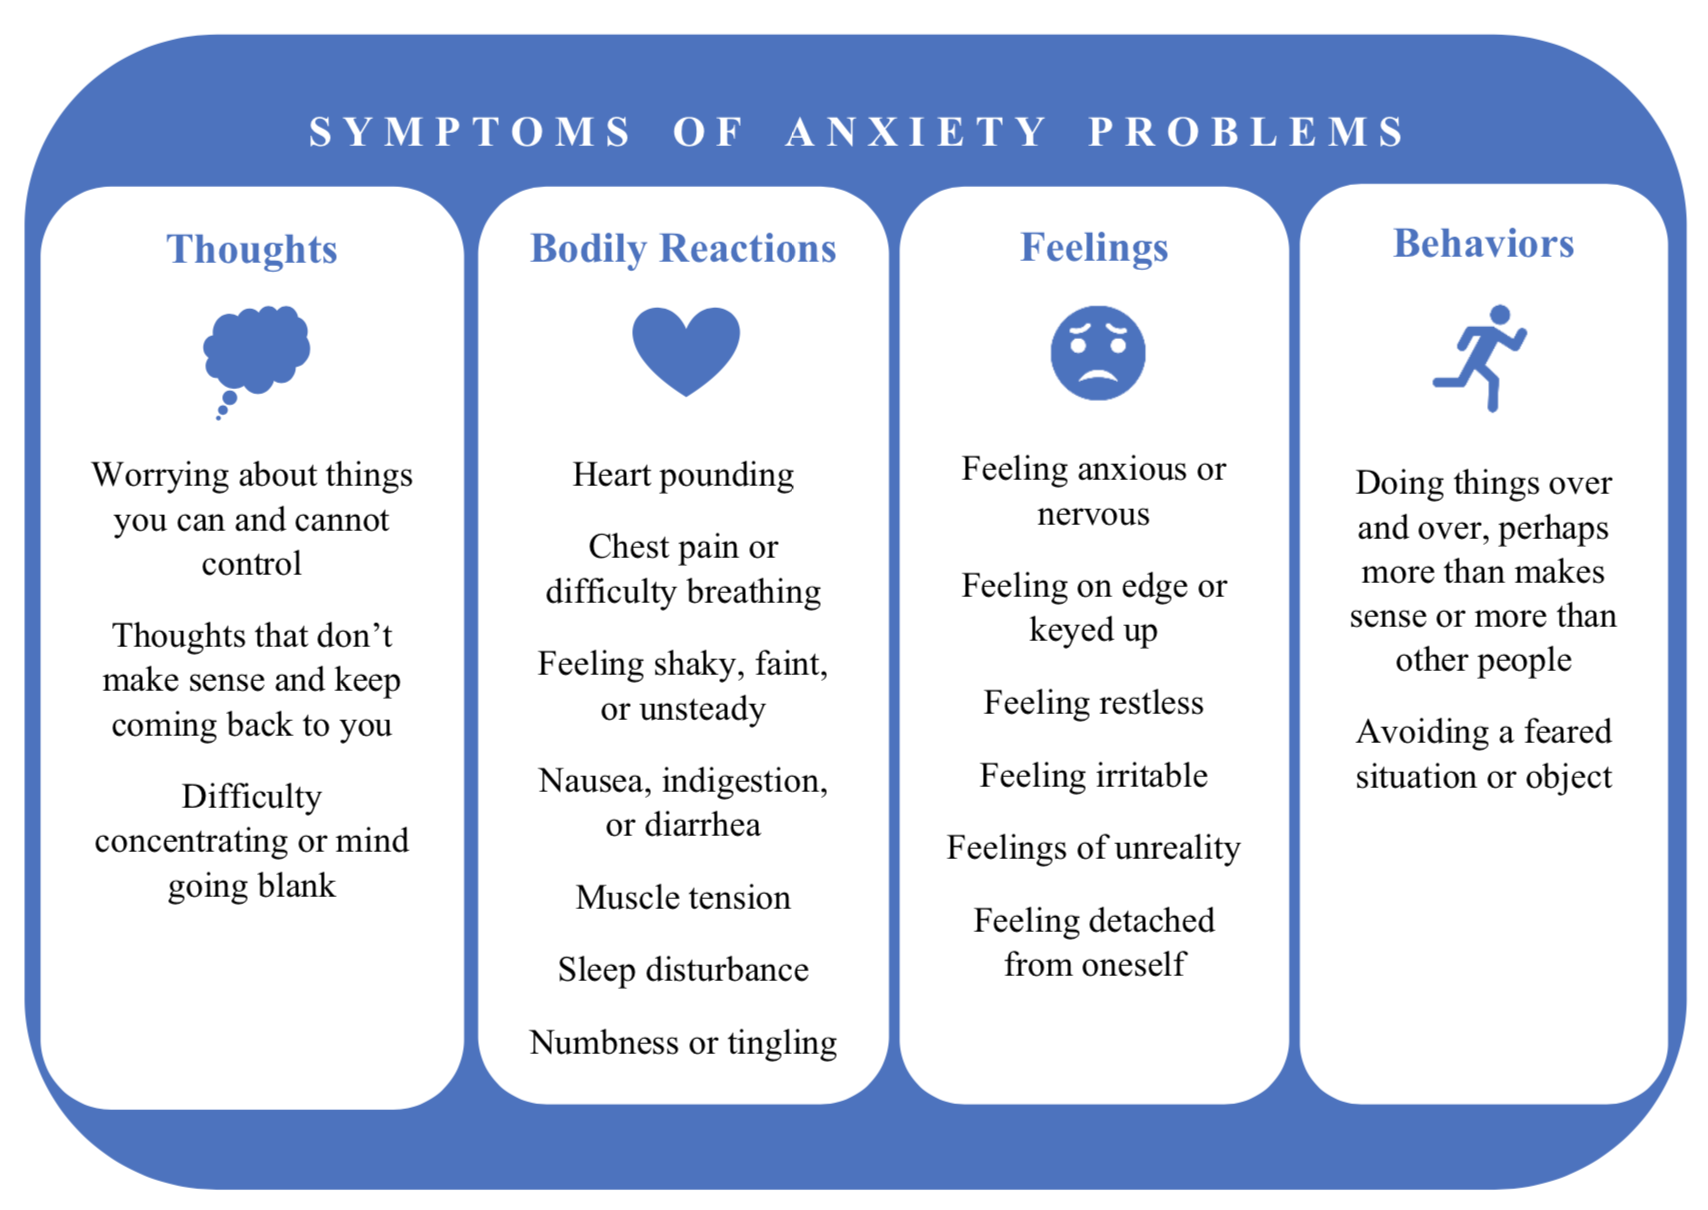 SYMPTOMS OF ANXIETY PROBLEMS
Thoughts
Worrying about things
you can and cannot
control
Thoughts that don’t
make sense and keep
coming back to you
Difficulty
concentrating or mind
going blank
Bodily Reactions
Heart pounding
Chest pain or
difficulty breathing
Feeling shaky, faint,
or unsteady
Nausea, indigestion,
or diarrhea
Muscle tension
Sleep disturbance
Numbness or tingling
Feelings
Feeling anxious or
nervous
Feeling on edge or
keyed up
Feeling restless
Feeling irritable
Feelings of unreality
Feeling detached
from oneself
Behaviors
Doing things over
and over, perhaps
more than makes
sense or more than
other people
Avoiding a feared
situation or object